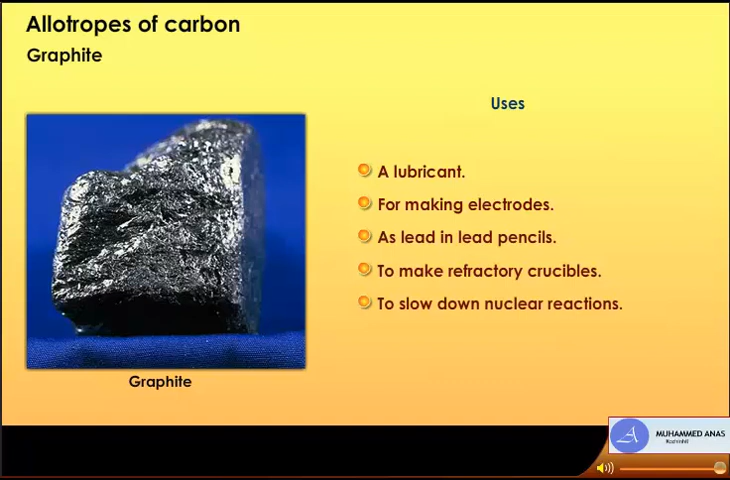 Allotropes of carbon
Graphite
Uses
A lubricant.
For making electrodes.
As lead in lead pencils.
To make refractory crucibles.
To slow down nuclear reactions.
Graphite
MUHAMMED ANAS